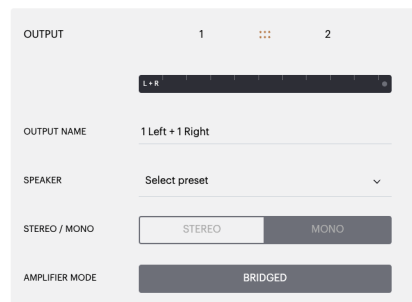 OUTPUT 1 2
L + R
OUTPUT NAME 1 Left + 1 Right
SPEAKER Select preset
STEREO / MONO STEREO MONO
AMPLIFIER MODE BRIDGED